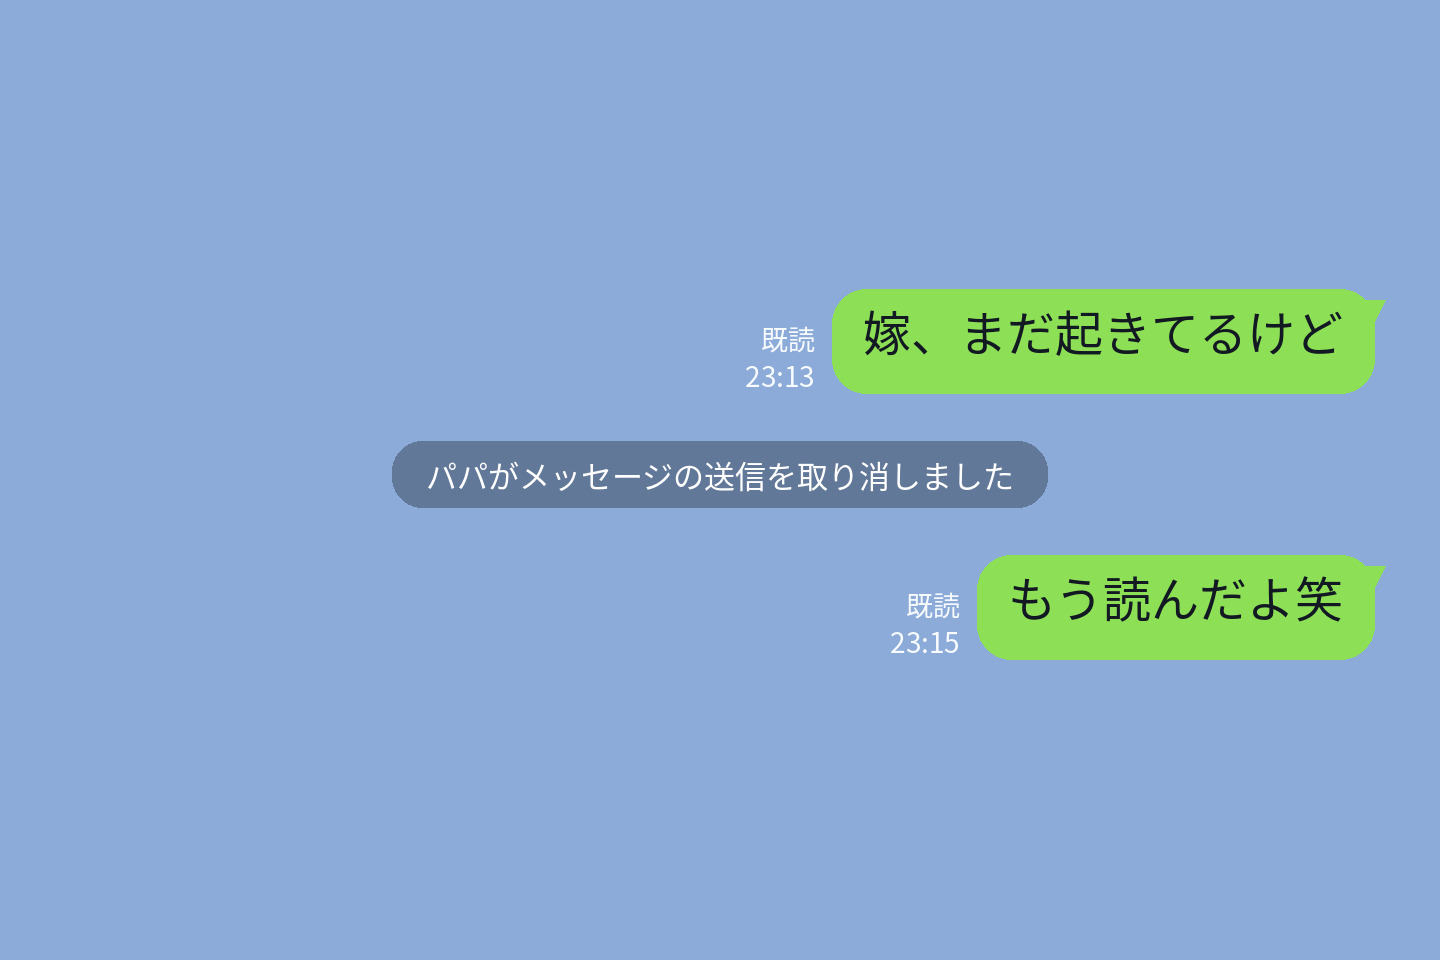 嫁、まだ起きてるけど
既読
23:13
パパがメッセージの送信を取り消しました
もう読んだよ笑
既読
23:15